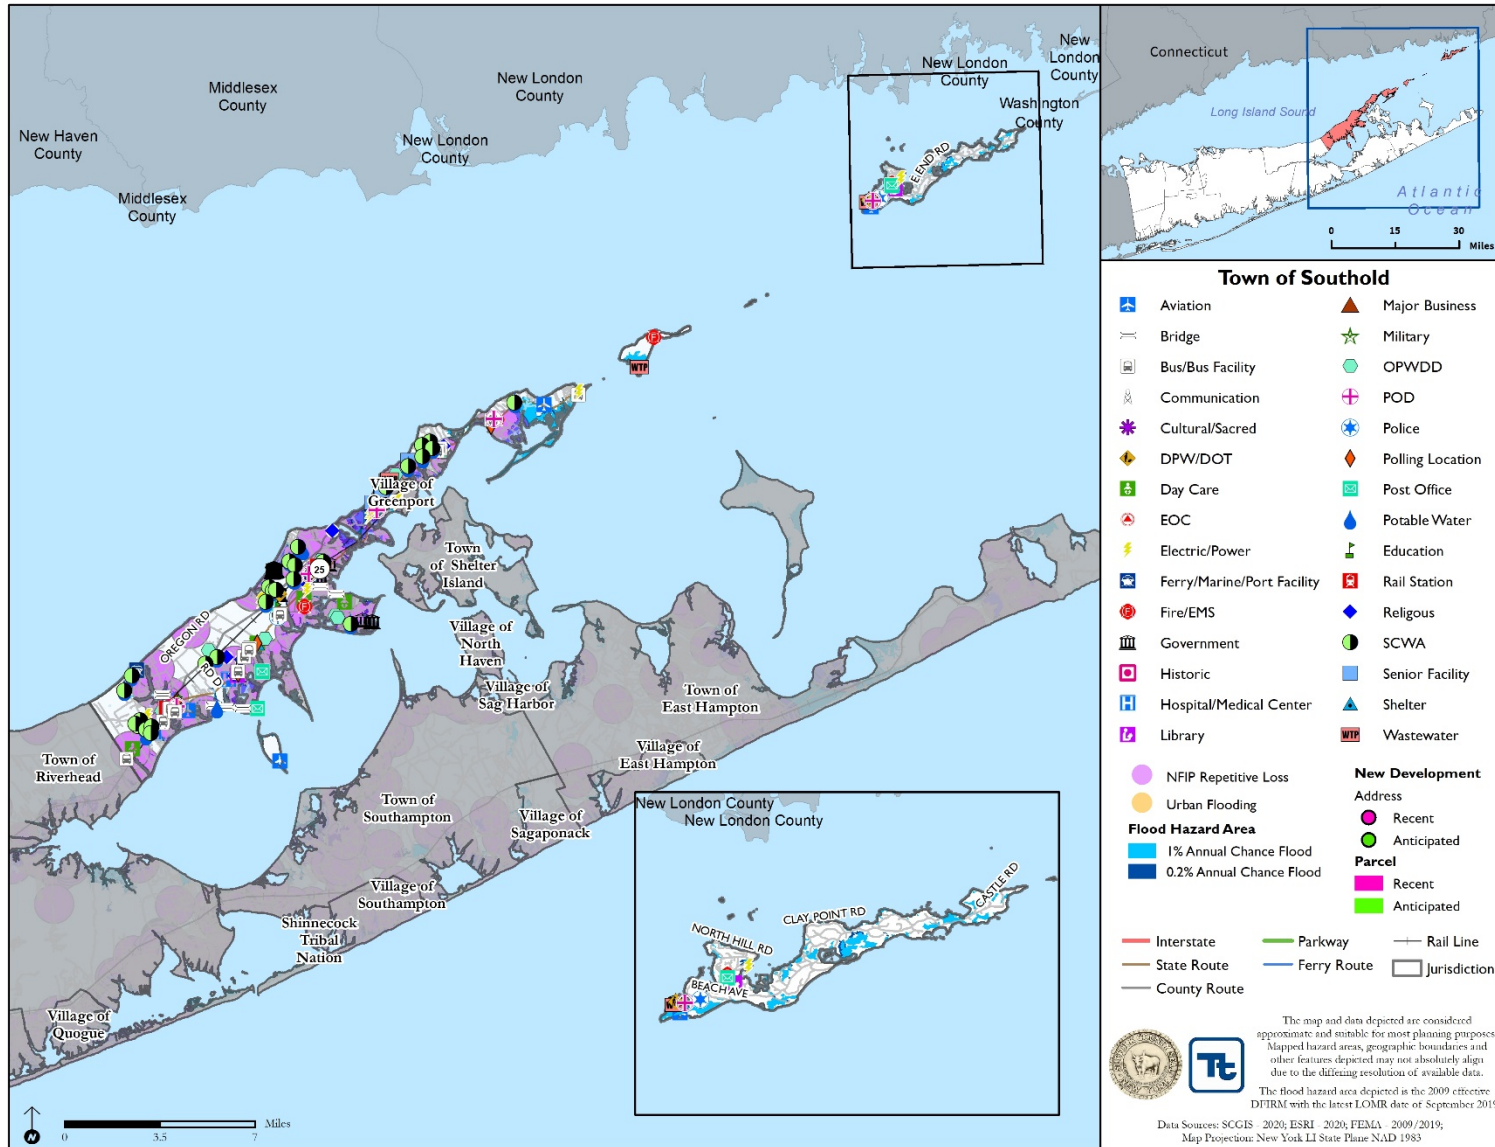 New Haven
County
Middlesex
County
Middlesex
County
New London
County
New London
County
New London
County
New
London
County
Washington
County
E END RD
Village of
Greenport
25
Town
of Shelter
Island
OREGON RD
RD D
Village of
North
Haven
Village of
Sag Harbor
Town of
East Hampton
Village of
East Hampton
Town of
Riverhead
Town of
Southampton
Village of
Sagaponack
Village of
Southampton
Shinnecock
Tribal
Nation
Village of
Quogue
WTP
F
F
N
0 3.5 7 Miles
New London County
New London County
CASTLE RD
CLAY POINT RD
NORTH HILL RD
BEACH AVE
Connecticut
Long Island Sound
Atlantic
Ocean
0 15 30
Miles
Town of Southold
Aviation
Bridge
Bus/Bus Facility
Communication
Cultural/Sacred
DPW/DOT
Day Care
EOC
Electric/Power
Ferry/Marine/Port Facility
Fire/EMS
Government
Historic
Hospital/Medical Center
Library
Major Business
Military
OPWDD
POD
Police
Polling Location
Post Office
Potable Water
Education
Rail Station
Religous
SCWA
Senior Facility
Shelter
WTP Wastewater
NFIP Repetitive Loss
Urban Flooding
Flood Hazard Area
1% Annual Chance Flood
0.2% Annual Chance Flood
New Development
Address
Recent
Anticipated
Parcel
Recent
Anticipated
Interstate
State Route
County Route
Parkway
Ferry Route
Rail Line
Jurisdiction
Tt
The map and data depicted are considered
approximate and suitable for most planning purposes
Mapped hazard areas, geographic boundaries and
other features depicted may not absolutely align
due to the differing resolution of available data.
The flood hazard area depicted is the 2009 effective
DFIRM with the latest LOMR date of September 2019
Data Sources: SCGIS - 2020; ESRI - 2020; FEMA - 2009/2019;
Map Projection: New York LI State Plane NAD 1983